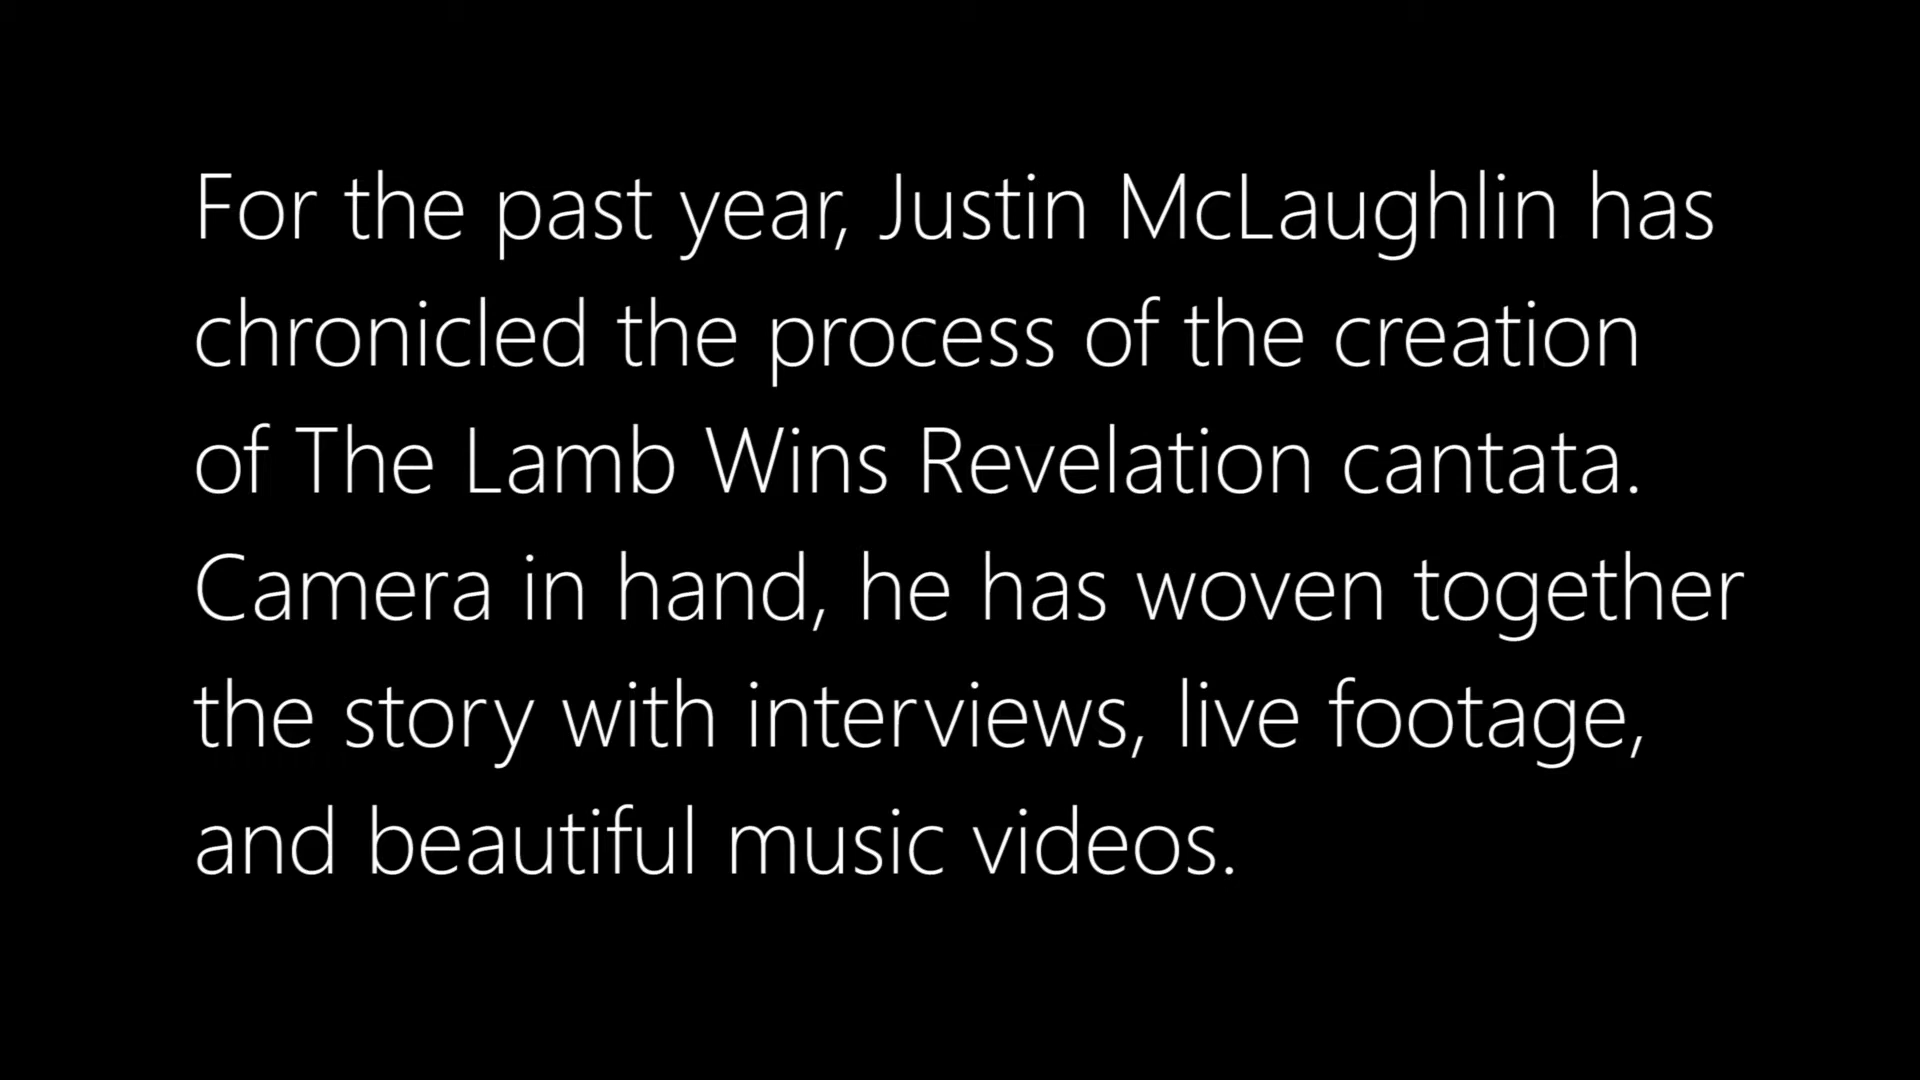 For the past year, Justin McLaughlin has
chronicled the process of the creation
of The Lamb Wins Revelation cantata.
Camera in hand, he has woven together
the story with interviews, live footage,
and beautiful music videos.